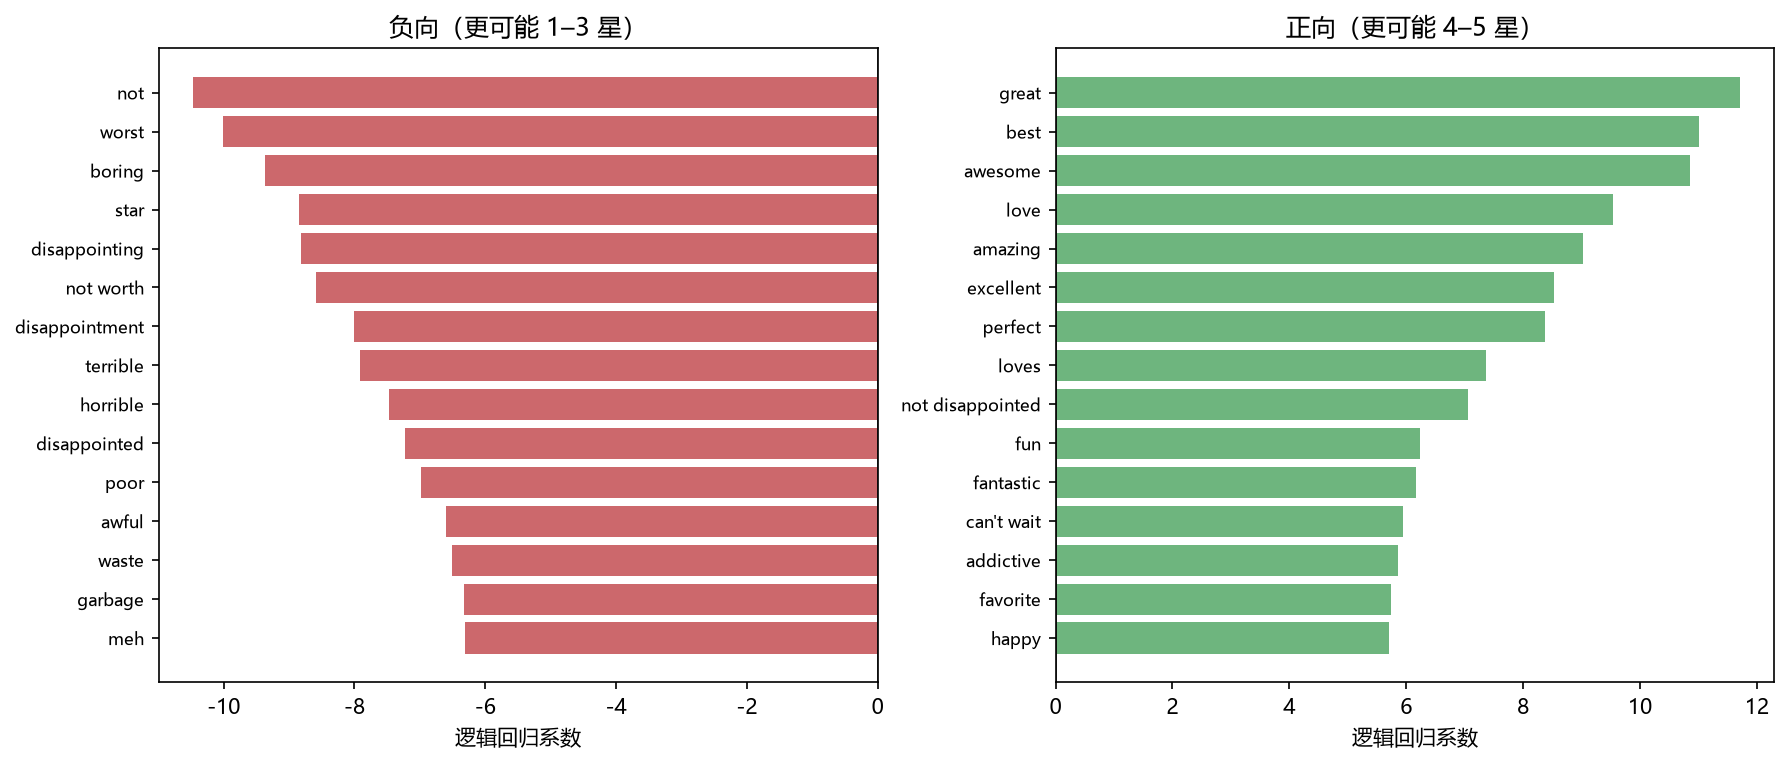 负向（更可能 1–3 星）
not
worst
boring
star
disappointing
not worth
disappointment
terrible
horrible
disappointed
poor
awful
waste
garbage
meh
-10 -8 -6 -4 -2 0
逻辑回归系数
正向（更可能 4–5 星）
great
best
awesome
love
amazing
excellent
perfect
loves
not disappointed
fun
fantastic
can't wait
addictive
favorite
happy
0 2 4 6 8 10 12
逻辑回归系数